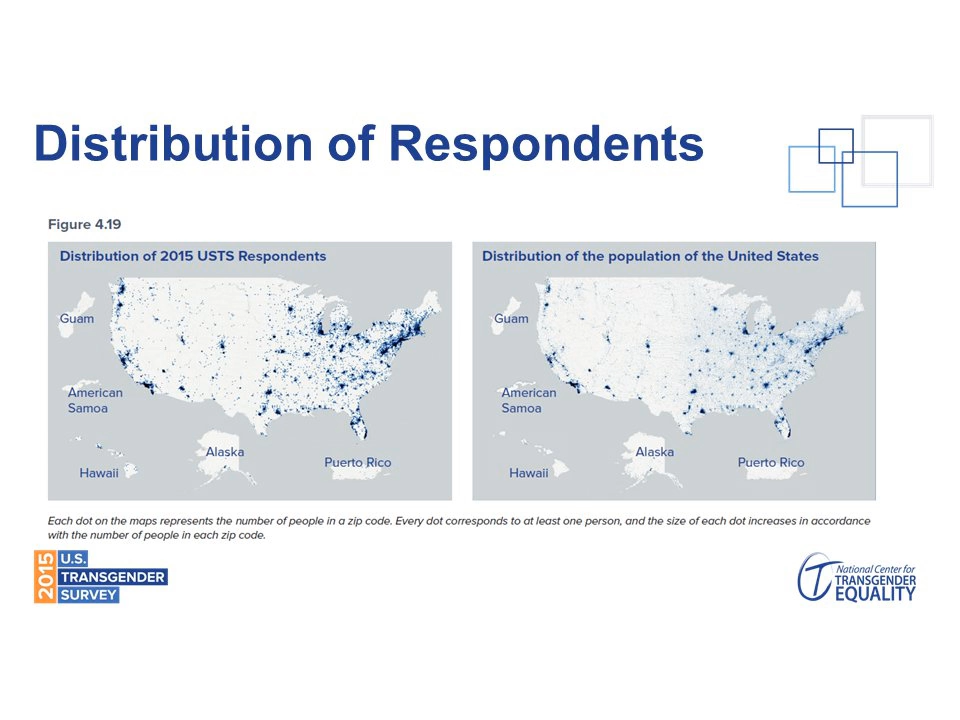 Distribution of Respondents
Figure 4.19
Distribution of 2015 USTS Respondents
Guam
American
Samoa
Hawaii
Alaska
Puerto Rico
Distribution of the population of the United States
Guam
American
Samoa
Hawaii
Alaska
Puerto Rico
Each dot on the maps represents the number of people in a zip code. Every dot corresponds to at least one person, and the size of each dot increases in accordance
with the number of people in each zip code.
2015
U.S.
TRANSGENDER
SURVEY
National Center for
TRANSGENDER
EQUALITY